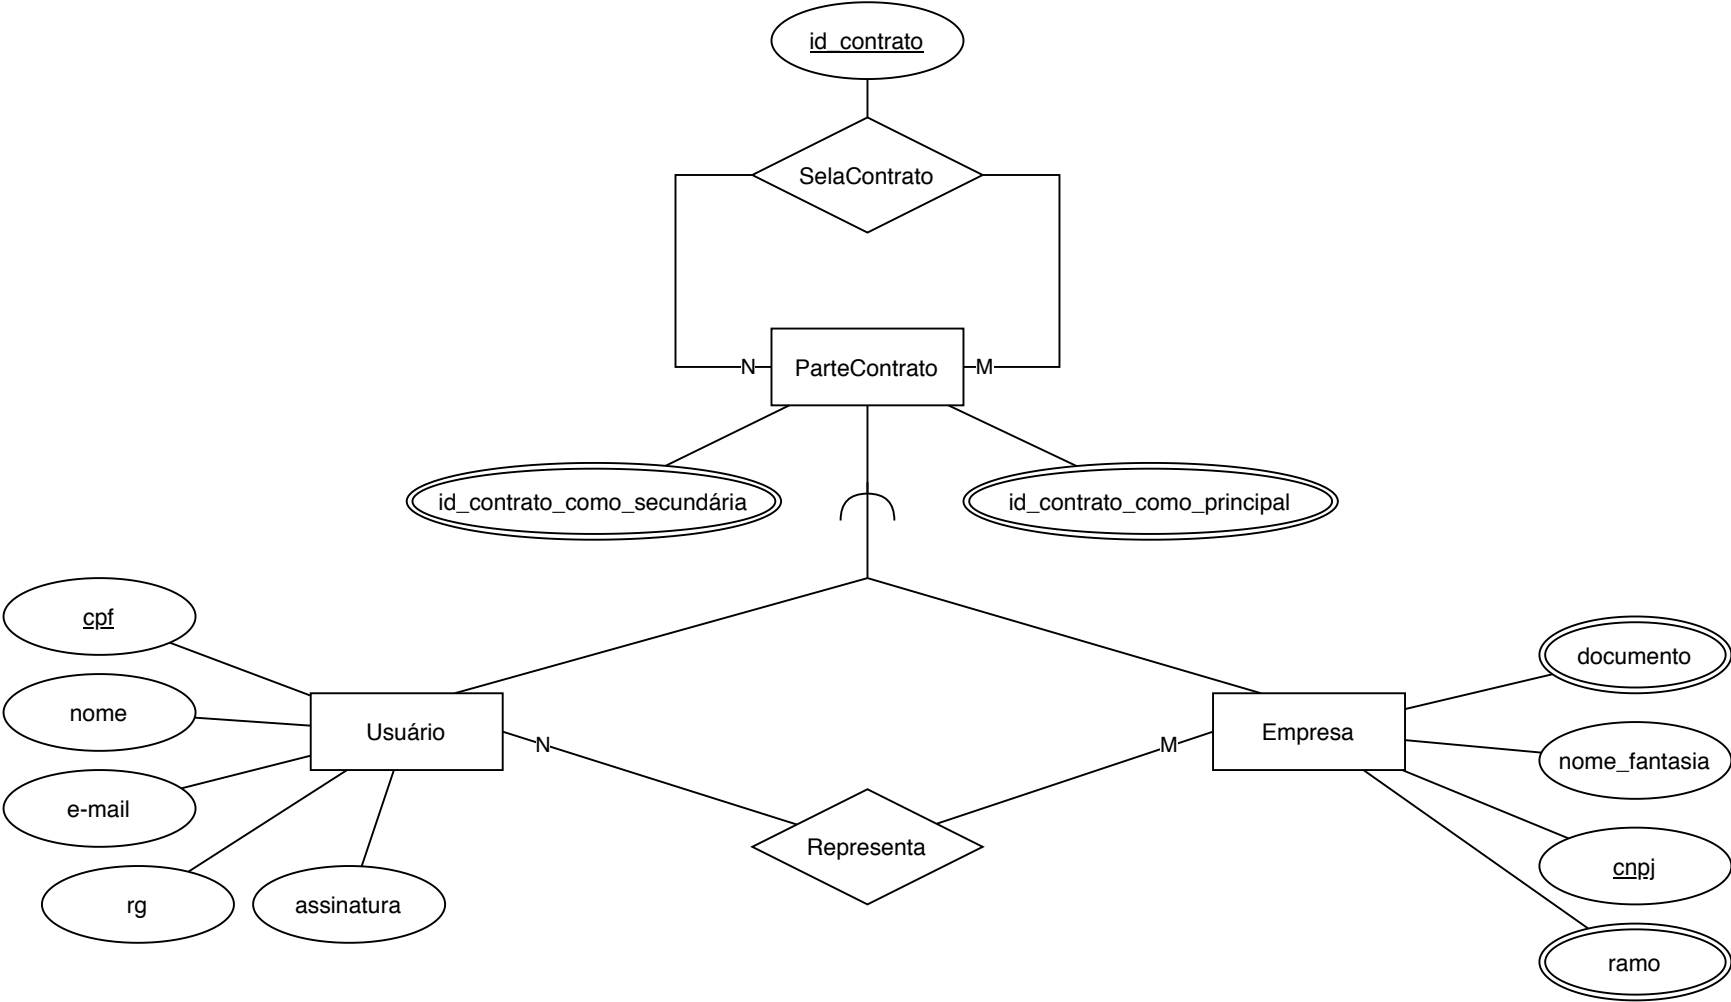 id_contrato
SelaContrato
N
ParteContrato
M
id_contrato_como_secundária
id_contrato_como_principal
cpf
nome
e-mail
rg
assinatura
Usuário
N
Representa
M
Empresa
documento
nome_fantasia
cnpj
ramo